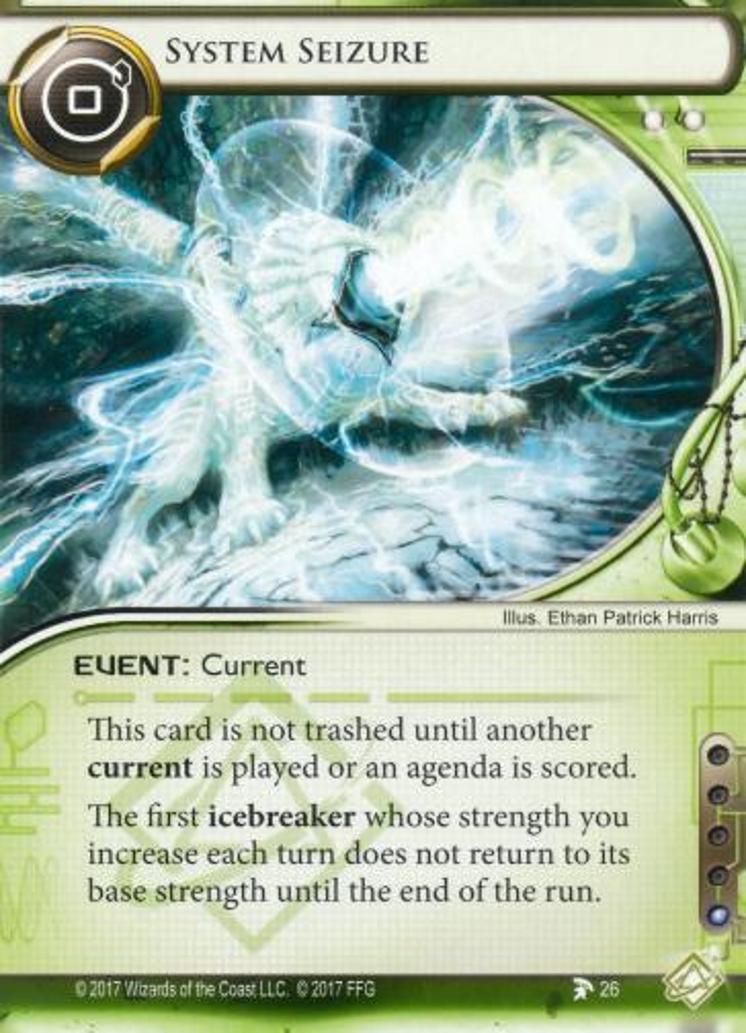 System Seizure
Illus. Ethan Patrick Harris
EVENT: Current
This card is not trashed until another
current is played or an agenda is scored.
The first icebreaker whose strength you
increase each turn does not return to its
base strength until the end of the run.
© 2017 Wizards of the Coast LLC. © 2017 FFG
26